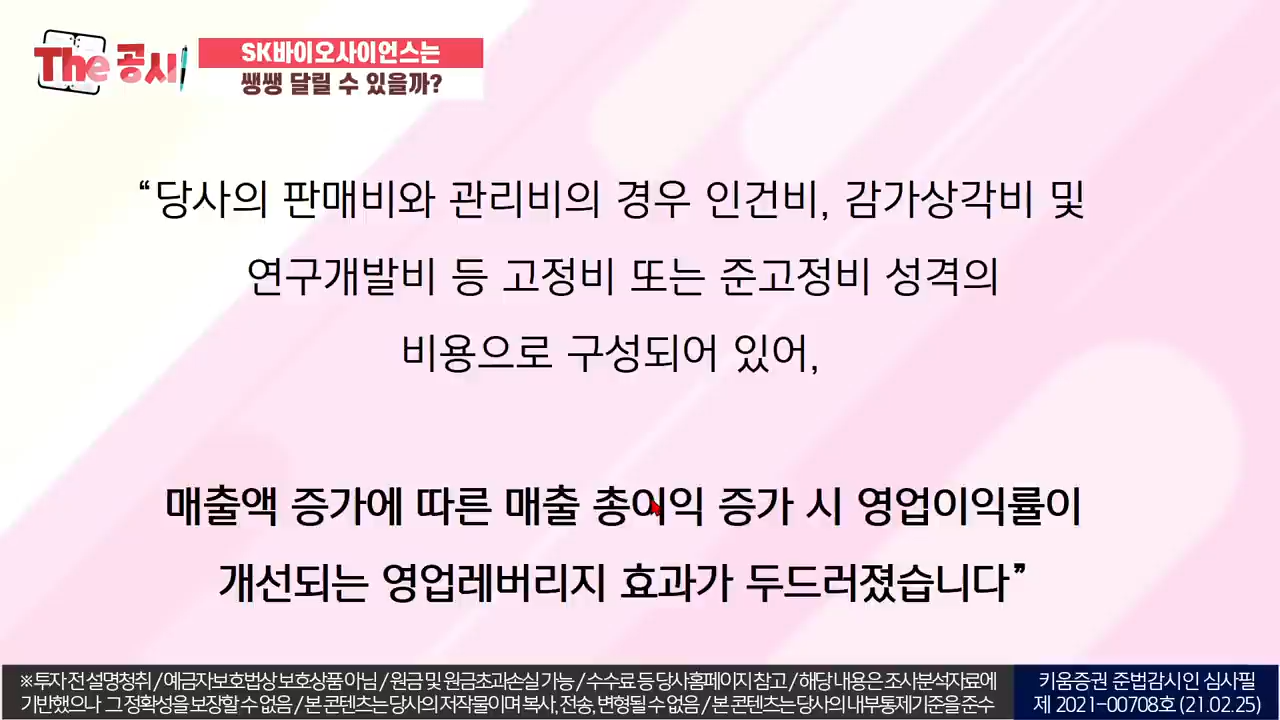 The 공시
SK바이오사이언스는
쌩쌩 달릴 수 있을까?
“당사의 판매비와 관리비의 경우 인건비, 감가상각비 및
연구개발비 등 고정비 또는 준고정비 성격의
비용으로 구성되어 있어,
매출액 증가에 따른 매출 총이익 증가 시 영업이익률이
개선되는 영업레버리지 효과가 두드러졌습니다”
※투자 전 설명청취 / 예금자보호법상 보호상품 아님 / 원금 및 원금초과손실 가능 / 수수료 등 당사홈페이지 참고 / 해당 내용은 조사분석자료에
기반했으나 그 정확성을 보장할 수 없음 / 본 콘텐츠는 당사의 저작물이며 복사, 전송, 변형될 수 없음 / 본 콘텐츠는 당사의 내부통제기준을 준수
키움증권 준법감시인 심사필
제 2021-00708호 (21.02.25)